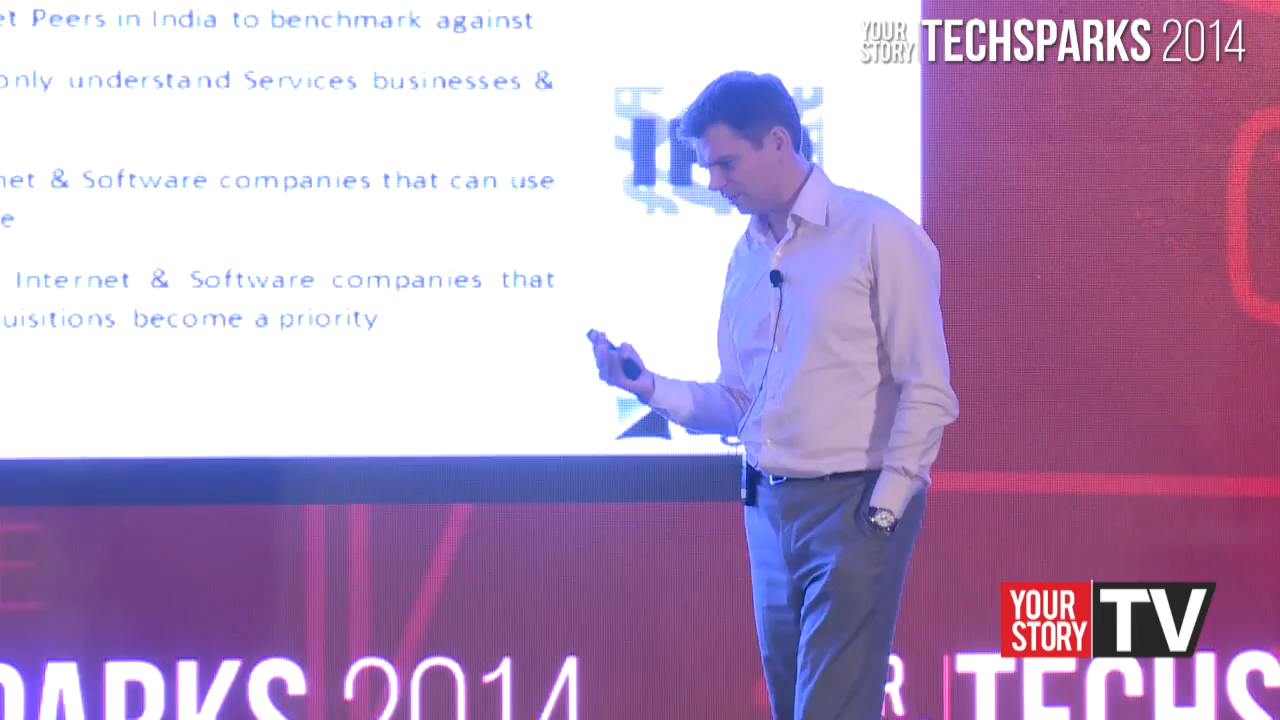 et Peers in India to benchmark against
only understand Services businesses &
net & Software companies that can use
e
Internet & Software companies that
uisitions become a priority
YOUR
STORY TECHSPARKS 2014
YOUR
STORY TV
SPARKS 2014
R TECHS